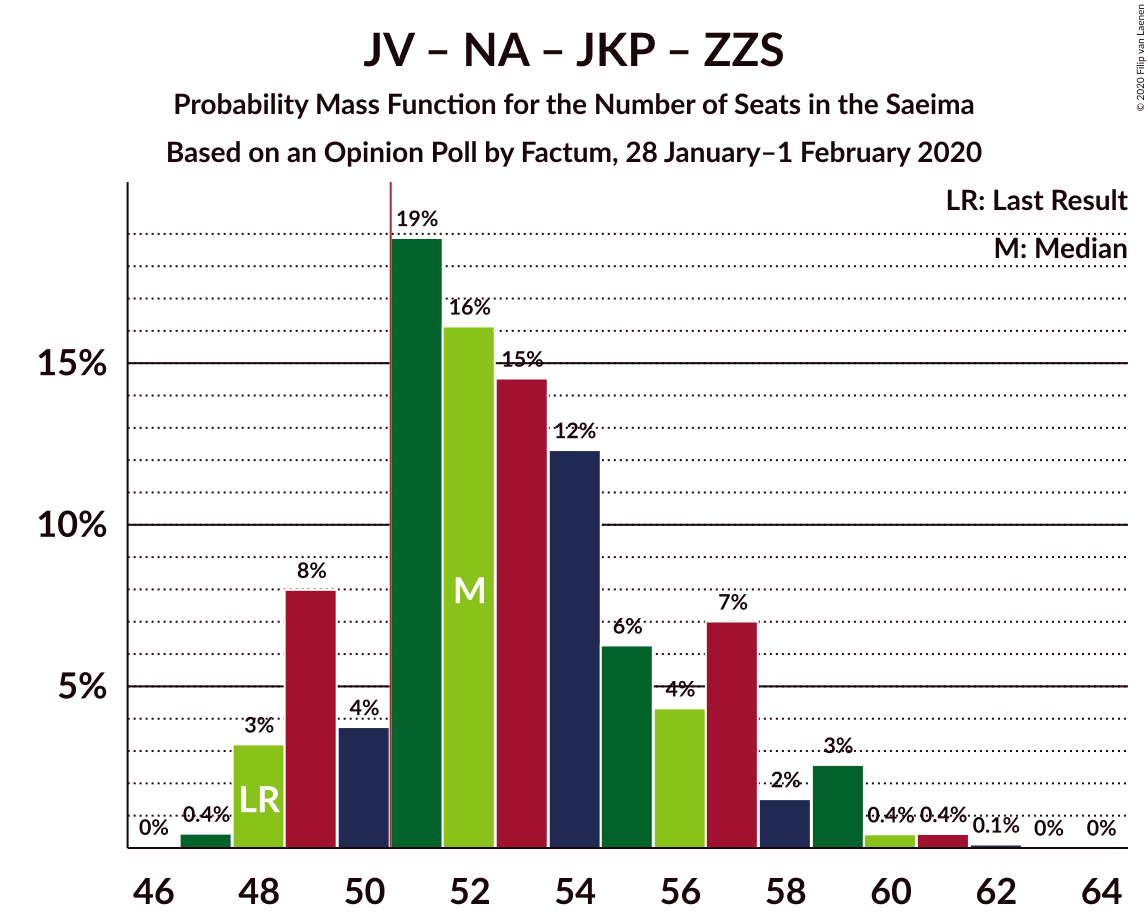 JV – NA – JKP – ZZS
Probability Mass Function for the Number of Seats in the Saeima
Based on an Opinion Poll by Factum, 28 January–1 February 2020
© 2020 Filip van Laenen
LR: Last Result
M: Median
15%
10%
5%
0%
0.4%
3%
8%
4%
19%
16%
15%
12%
6%
4%
7%
2%
3%
0.4%
0.4%
0.1%
0%
0%
LR
M
46 48 50 52 54 56 58 60 62 64